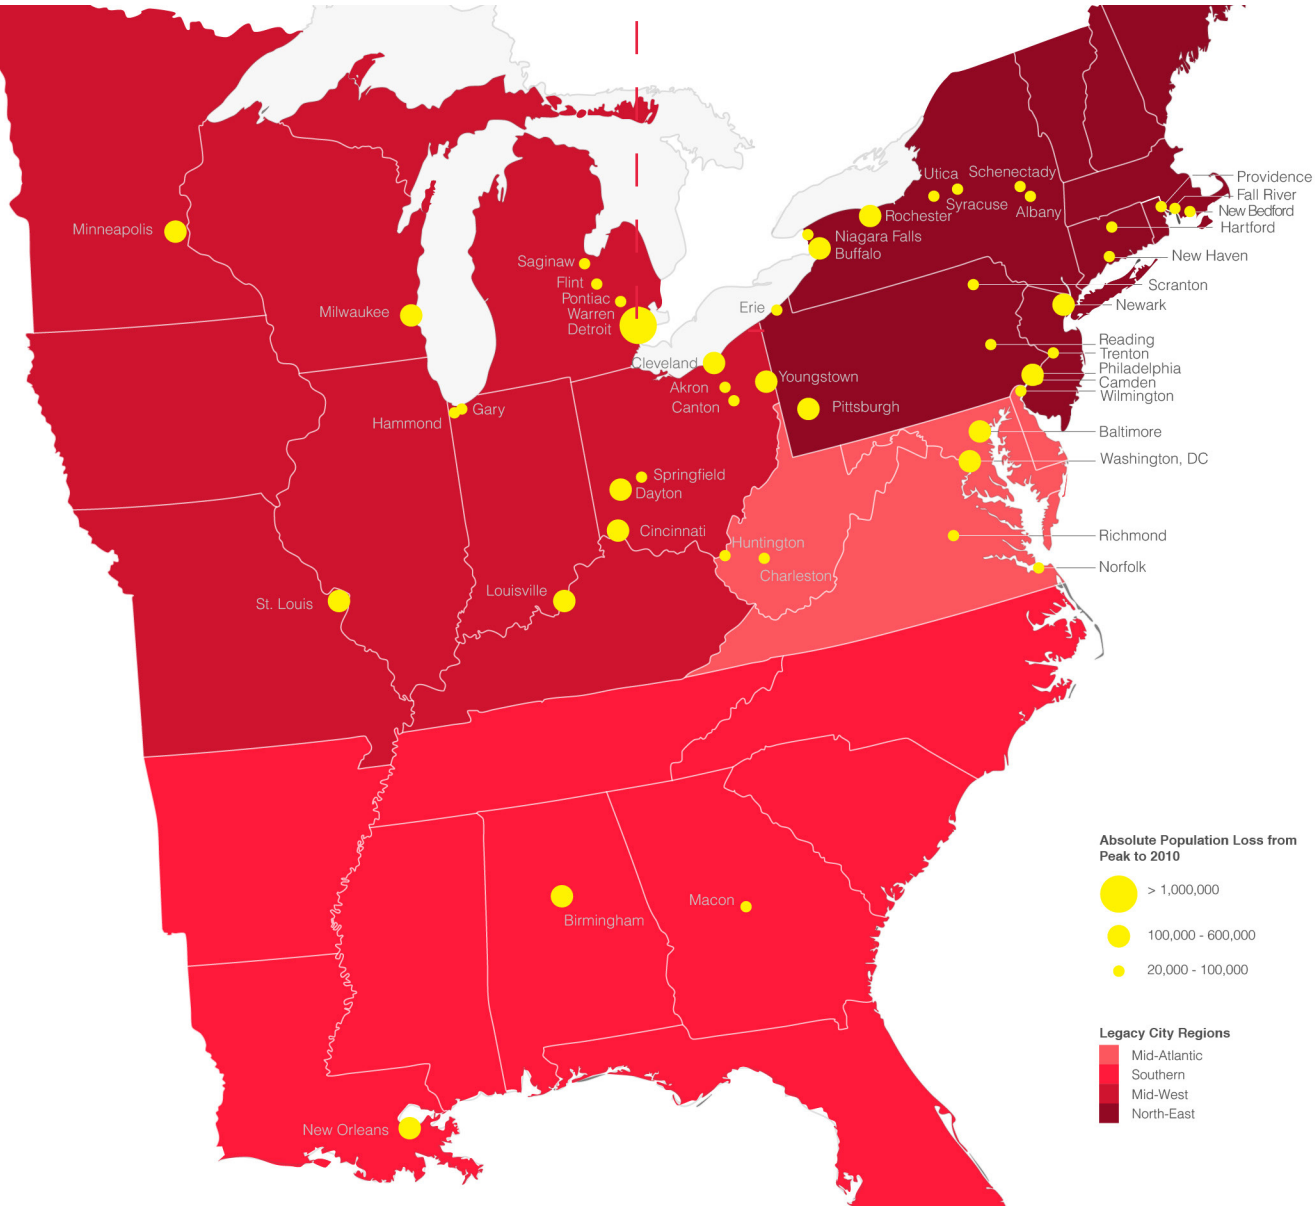 Utica
Schenectady
Providence
Fall River
Syracuse
Albany
New Bedford
Rochester
Hartford
Minneapolis
Niagara Falls
Buffalo
New Haven
Saginaw
Flint
Scranton
Pontiac
Erie
Newark
Milwaukee
Warren
Detroit
Reading
Trenton
Cleveland
Philadelphia
Youngstown
Camden
Akron
Wilmington
Canton
Pittsburgh
Gary
Hammond
Baltimore
Washington, DC
Springfield
Dayton
Cincinnati
Richmond
Huntington
Norfolk
Charleston
Louisville
St. Louis
Macon
Birmingham
New Orleans
Absolute Population Loss from
Peak to 2010
> 1,000,000
100,000 - 600,000
20,000 - 100,000
Legacy City Regions
Mid-Atlantic
Southern
Mid-West
North-East